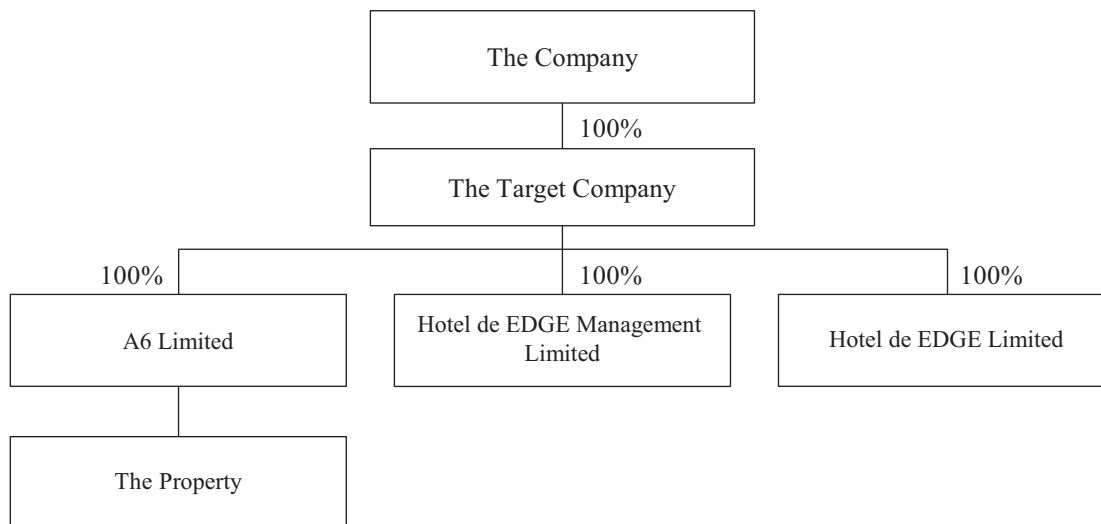 The Company
100%
The Target Company
100%
100%
100%
A6 Limited
Hotel de EDGE Management
Limited
Hotel de EDGE Limited
The Property